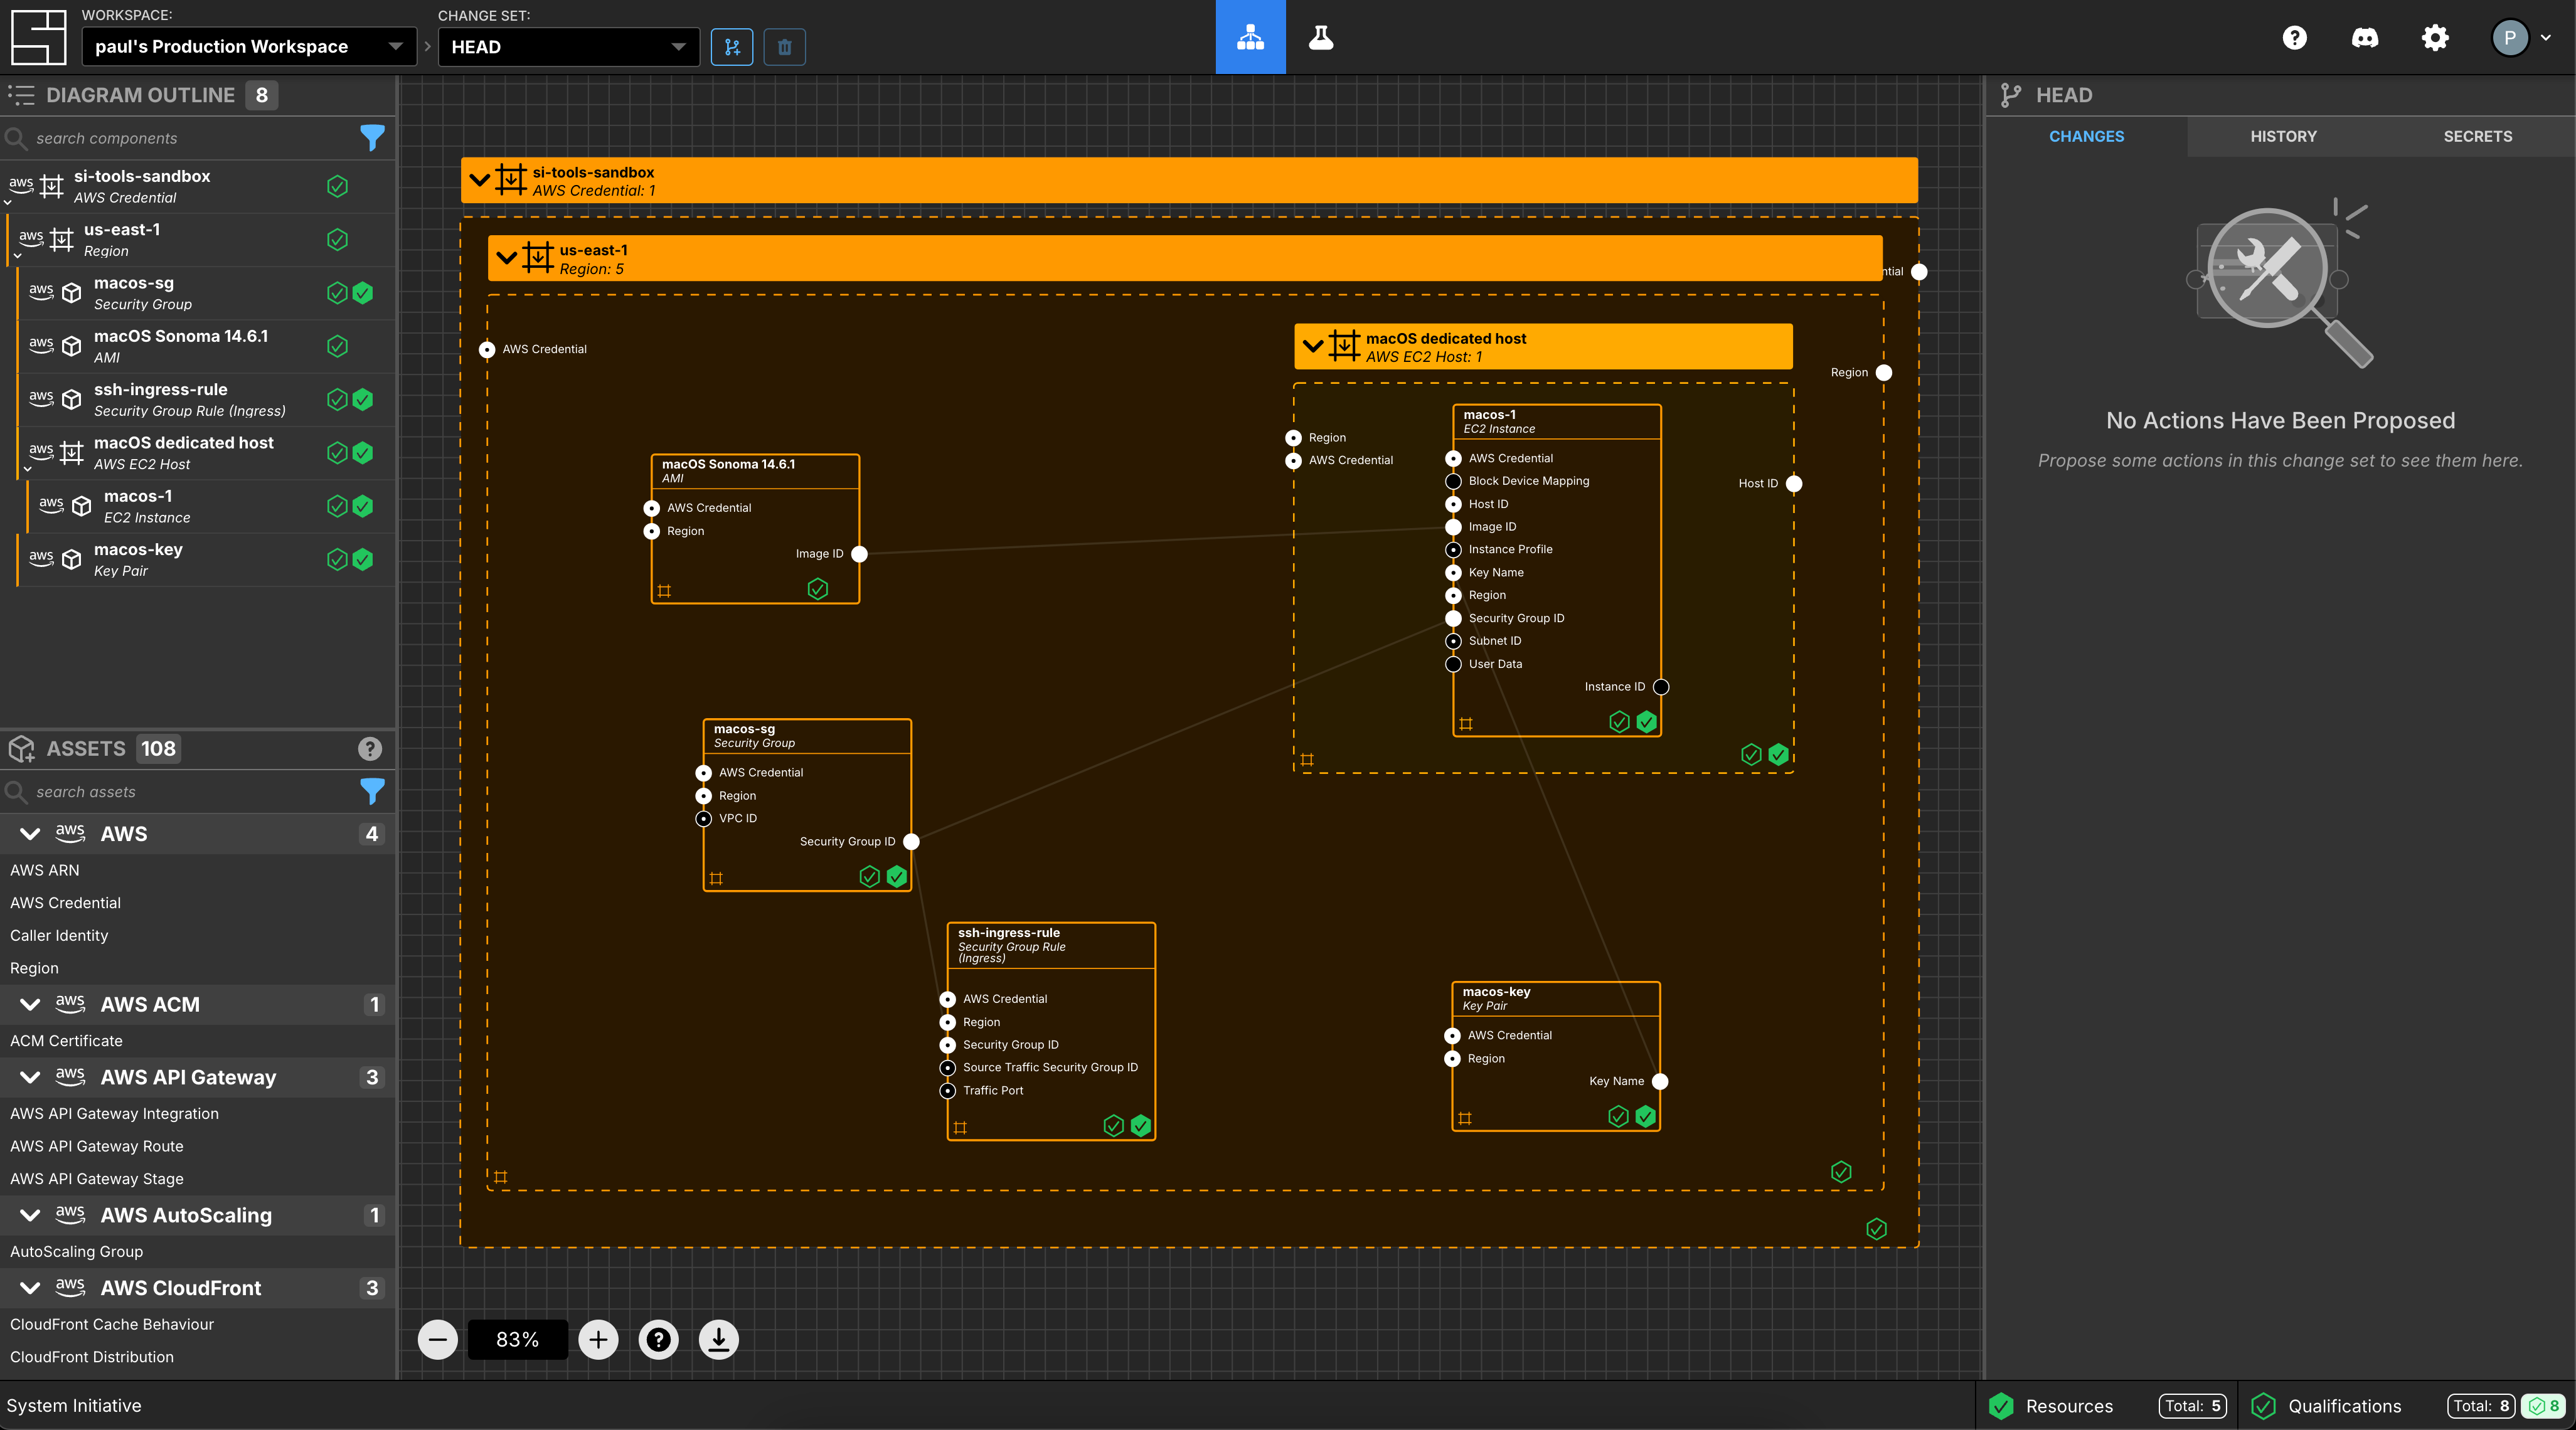 WORKSPACE:
paul's Production Workspace
CHANGE SET:
HEAD
P
DIAGRAM OUTLINE 8
search components
aws si-tools-sandbox
AWS Credential
aws us-east-1
Region
aws macos-sg
Security Group
aws macOS Sonoma 14.6.1
AMI
aws ssh-ingress-rule
Security Group Rule (Ingress)
aws macOS dedicated host
AWS EC2 Host
aws macos-1
EC2 Instance
aws macos-key
Key Pair
ASSETS 108
search assets
aws AWS 4
AWS ARN
AWS Credential
Caller Identity
Region
aws AWS ACM 1
ACM Certificate
aws AWS API Gateway 3
AWS API Gateway Integration
AWS API Gateway Route
AWS API Gateway Stage
aws AWS AutoScaling 1
AutoScaling Group
aws AWS CloudFront 3
CloudFront Cache Behaviour
CloudFront Distribution
si-tools-sandbox
AWS Credential: 1
us-east-1
Region: 5
ntial
AWS Credential
Region
macOS dedicated host
AWS EC2 Host: 1
Region
AWS Credential
Host ID
macos-1
EC2 Instance
AWS Credential
Block Device Mapping
Host ID
Image ID
Instance Profile
Key Name
Region
Security Group ID
Subnet ID
User Data
Instance ID
macOS Sonoma 14.6.1
AMI
AWS Credential
Region
Image ID
macos-sg
Security Group
AWS Credential
Region
VPC ID
Security Group ID
ssh-ingress-rule
Security Group Rule
(Ingress)
AWS Credential
Region
Security Group ID
Source Traffic Security Group ID
Traffic Port
macos-key
Key Pair
AWS Credential
Region
Key Name
83%
HEAD
CHANGES HISTORY SECRETS
No Actions Have Been Proposed
Propose some actions in this change set to see them here.
System Initiative
Resources Total: 5
Qualifications Total: 8 8